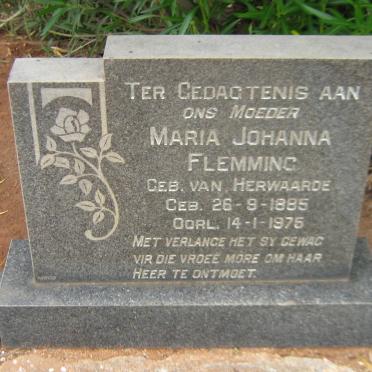 TER GEDAGTENIS AAN
ONS MOEDER
MARIA JOHANNA
FLEMMING
GEB. VAN HERWAARDE
GEB. 26-9-1885
OORL. 14-1-1975
MET VERLANGE HET SY GEWAG
VIR DIE VROEË MORE OM HAAR
HEER TE ONTMOET.